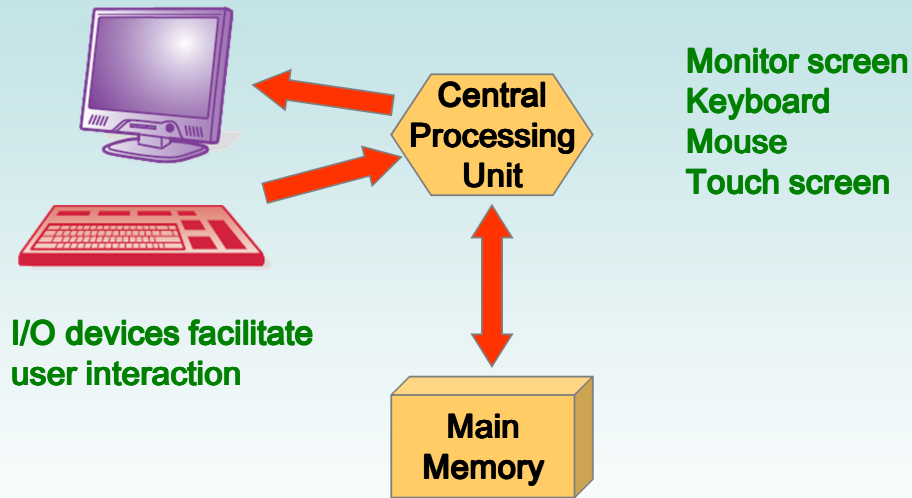 Central
Processing
Unit
Monitor screen
Keyboard
Mouse
Touch screen
I/O devices facilitate
user interaction
Main
Memory